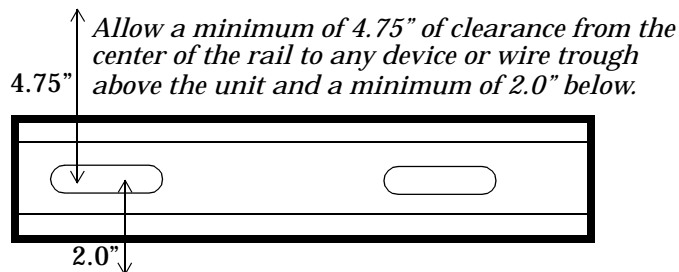 Allow a minimum of 4.75” of clearance from the
center of the rail to any device or wire trough
4.75” above the unit and a minimum of 2.0” below.
2.0”